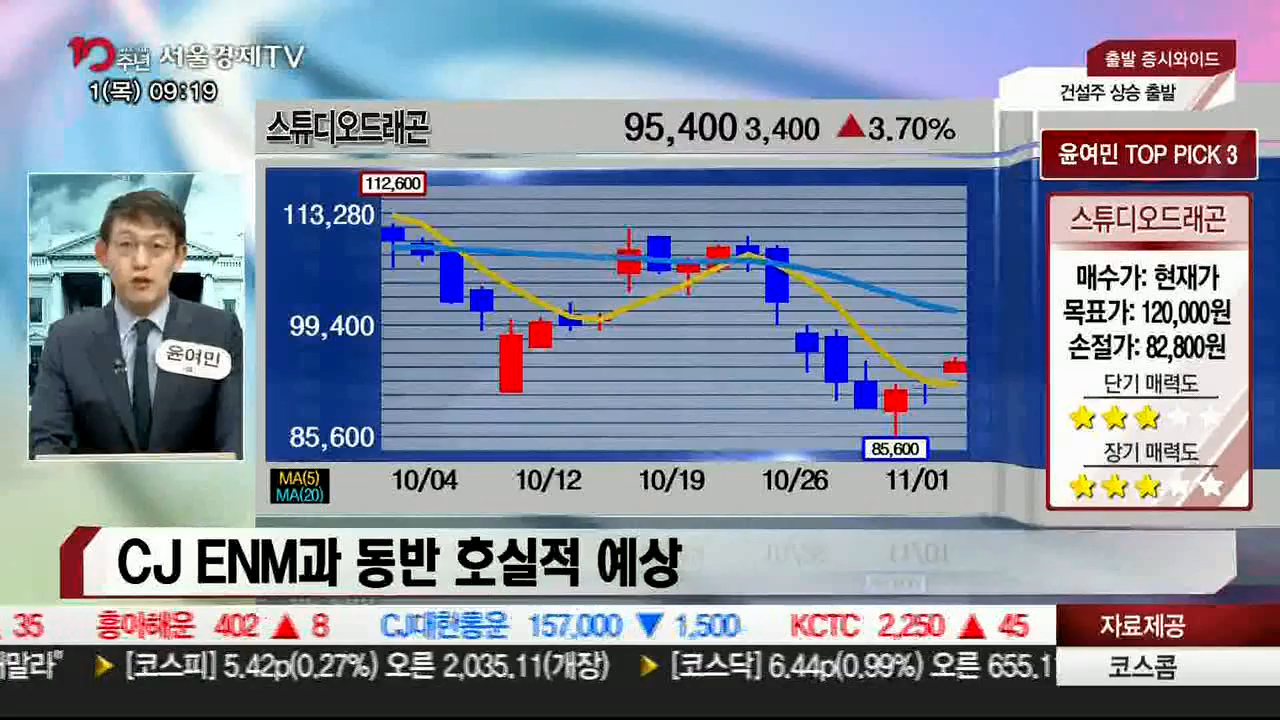 10주년 서울경제TV
1(목) 09:19
출발 증시와이드
건설주 상승 출발
스튜디오드래곤 95,400 3,400 ▲3.70%
윤여민 TOP PICK 3
112,600
113,280
99,400
85,600
85,600
10/04 10/12 10/19 10/26 11/01
MA(5)
MA(20)
윤여민
스튜디오드래곤
매수가: 현재가
목표가: 120,000원
손절가: 82,800원
단기 매력도
장기 매력도
CJ ENM과 동반 호실적 예상
35 흥아해운 402 ▲ 8 CJ대한통운 157,000 ▼ 1,500 KCTC 2,250 ▲ 45
자료제공
말라" [코스피] 5.42p(0.27%) 오른 2,035.11(개장) [코스닥] 6.44p(0.99%) 오른 655.1
코스콤